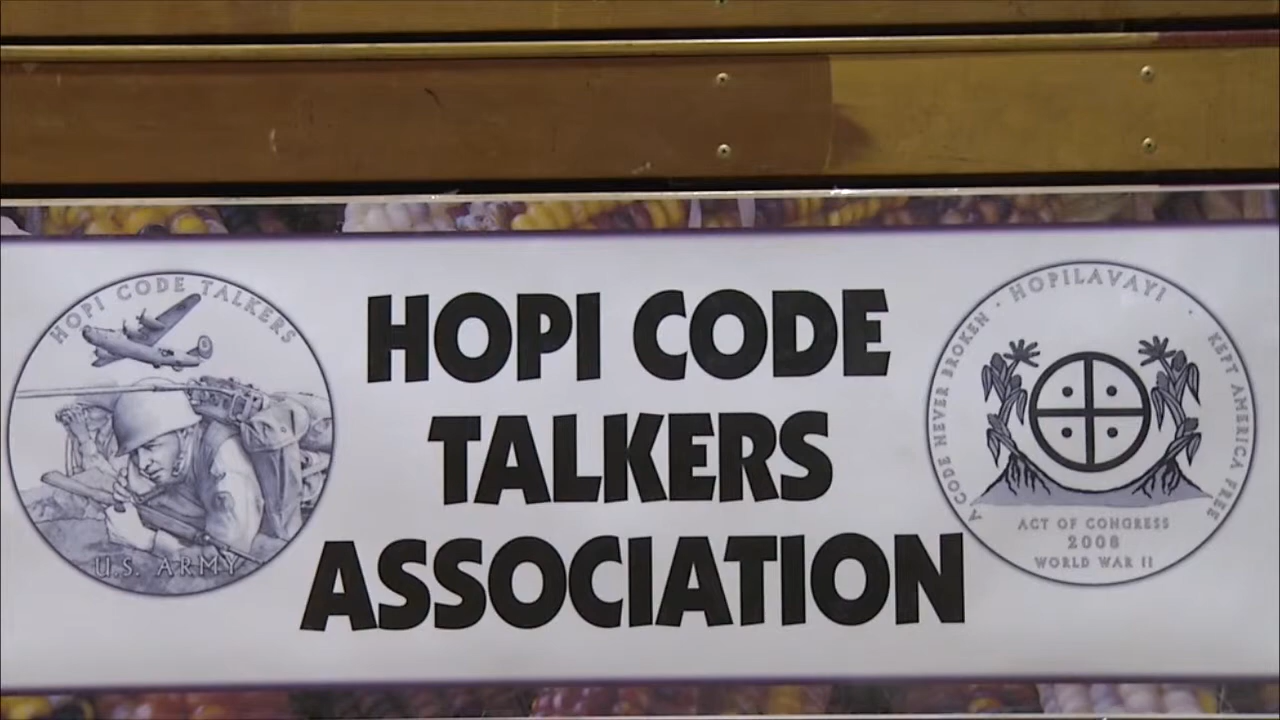 HOPI CODE TALKERS
U.S. ARMY
HOPI CODE
TALKERS
ASSOCIATION
A CODE NEVER BROKEN · HOPILAVAYI · KEPT AMERICA FREE
ACT OF CONGRESS
2008
WORLD WAR II